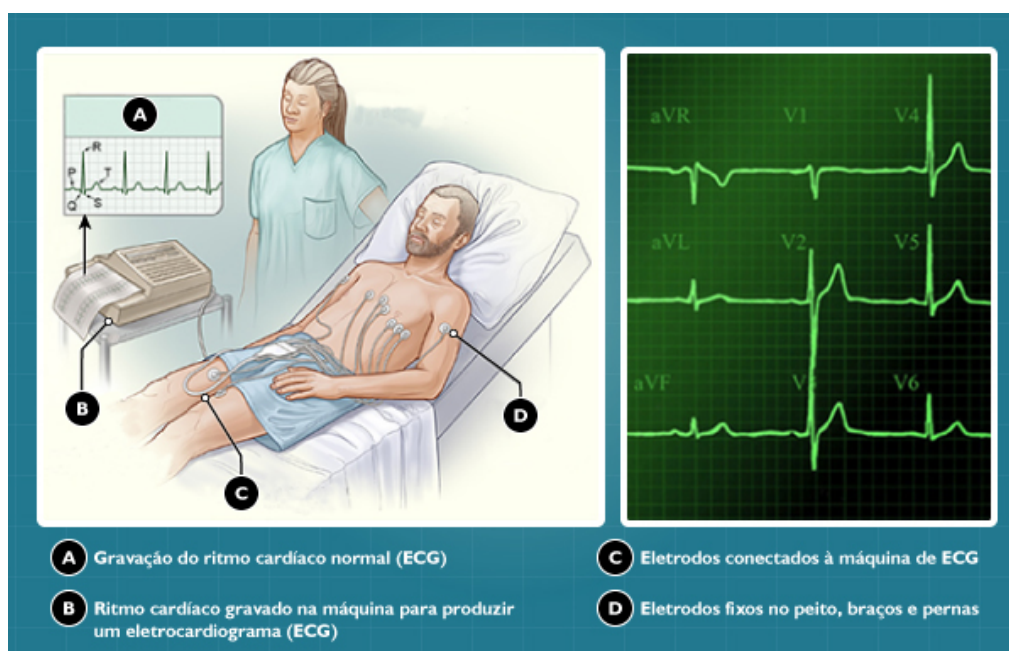 A
R
P
T
Q
S
B
C
D
aVR V1 V4
aVL V2 V5
aVF V3 V6
A Gravação do ritmo cardíaco normal (ECG)
B Ritmo cardíaco gravado na máquina para produzir
um eletrocardiograma (ECG)
C Eletrodos conectados à máquina de ECG
D Eletrodos fixos no peito, braços e pernas